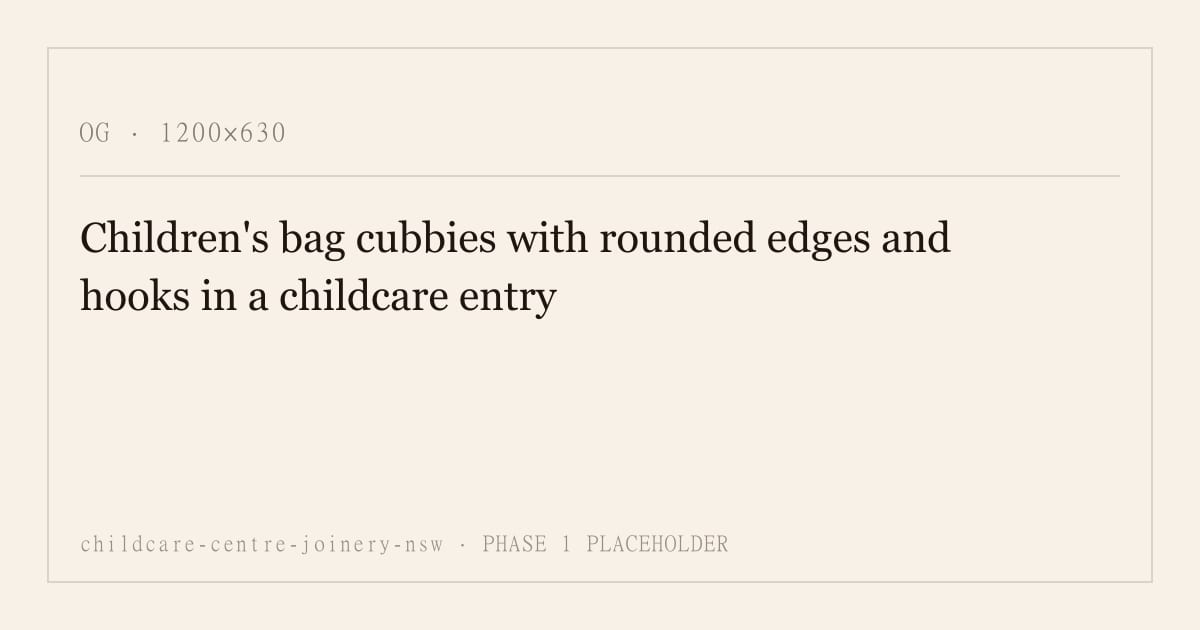 OG · 1200×630
Children's bag cubbies with rounded edges and
hooks in a childcare entry
childcare-centre-joinery-nsw · PHASE 1 PLACEHOLDER